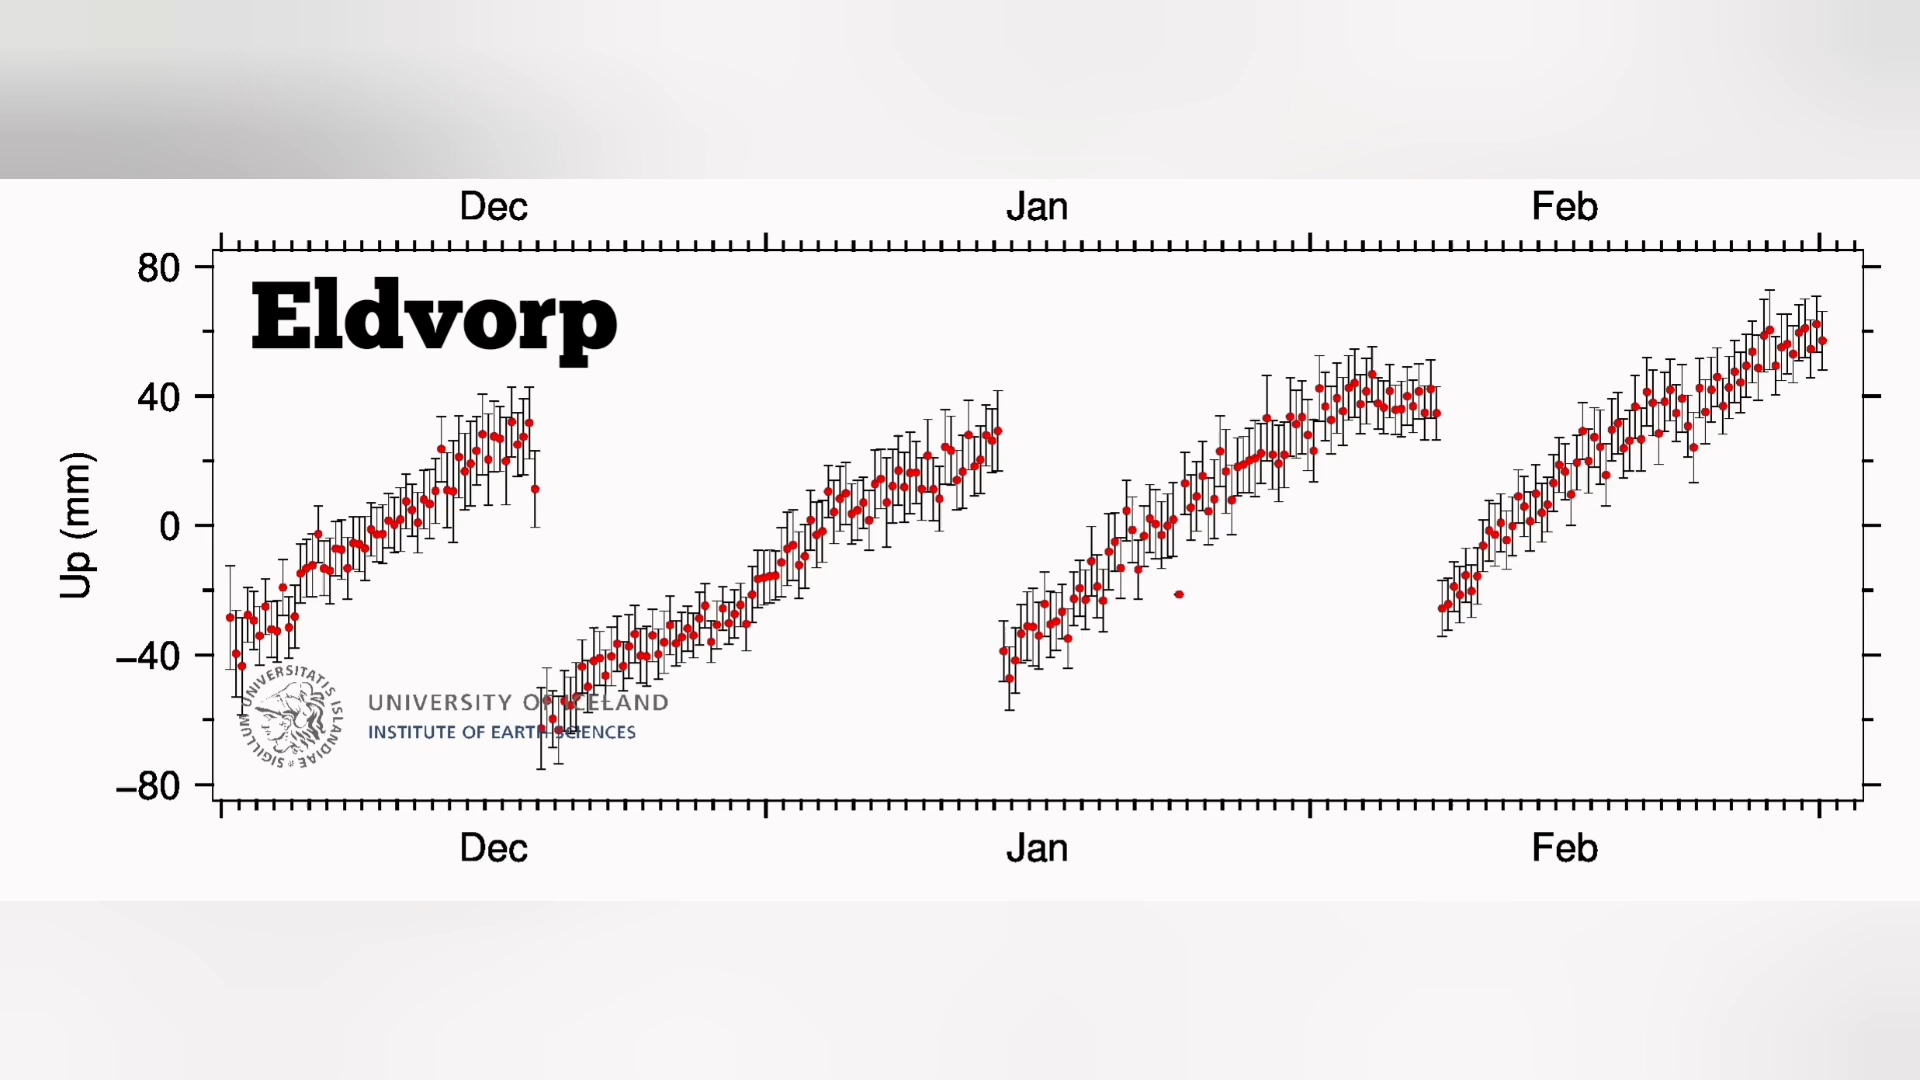 Dec Jan Feb
80
Eldvorp
40
0
Up (mm)
−40
UNIVERSITAS ISLANDIAE SIGILLUM
UNIVERSITY OF ICELAND
INSTITUTE OF EARTH SCIENCES
−80
Dec Jan Feb